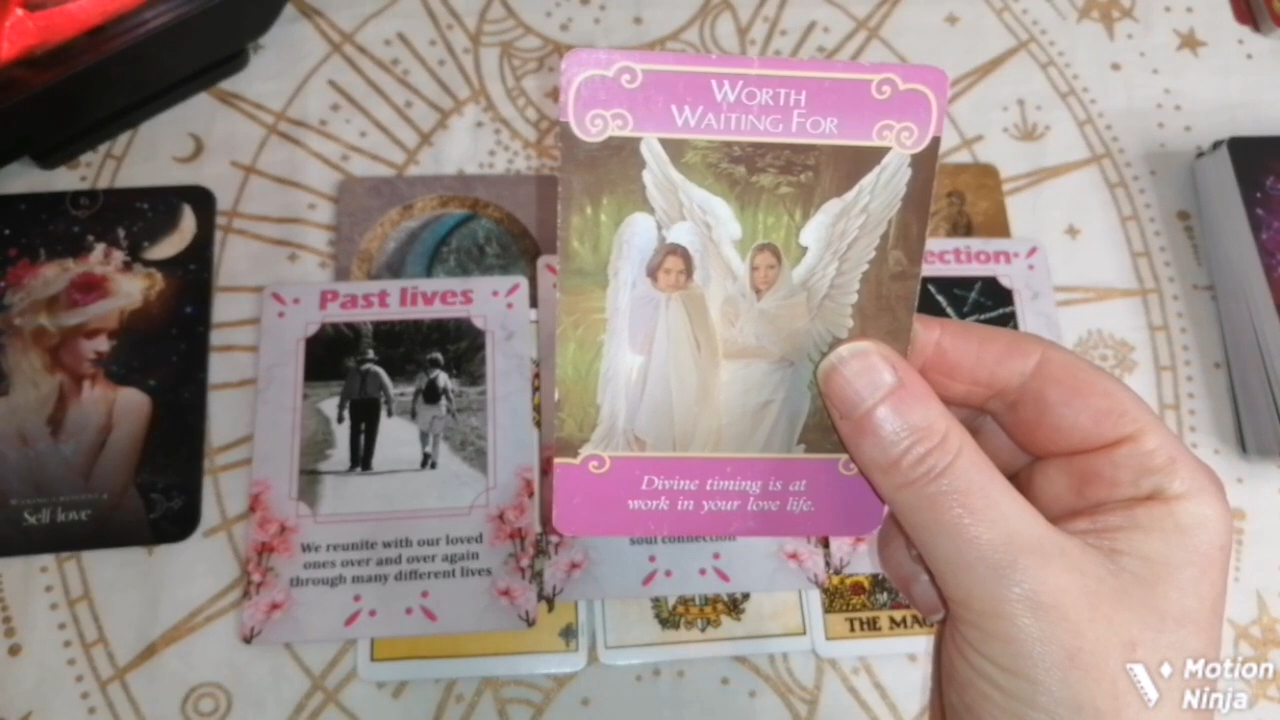 WORTH
WAITING FOR
Divine timing is at
work in your love life.
Past lives
We reunite with our loved
ones over and over again
through many different lives
ection
soul connection
Self-love
THE MAG
Motion
Ninja